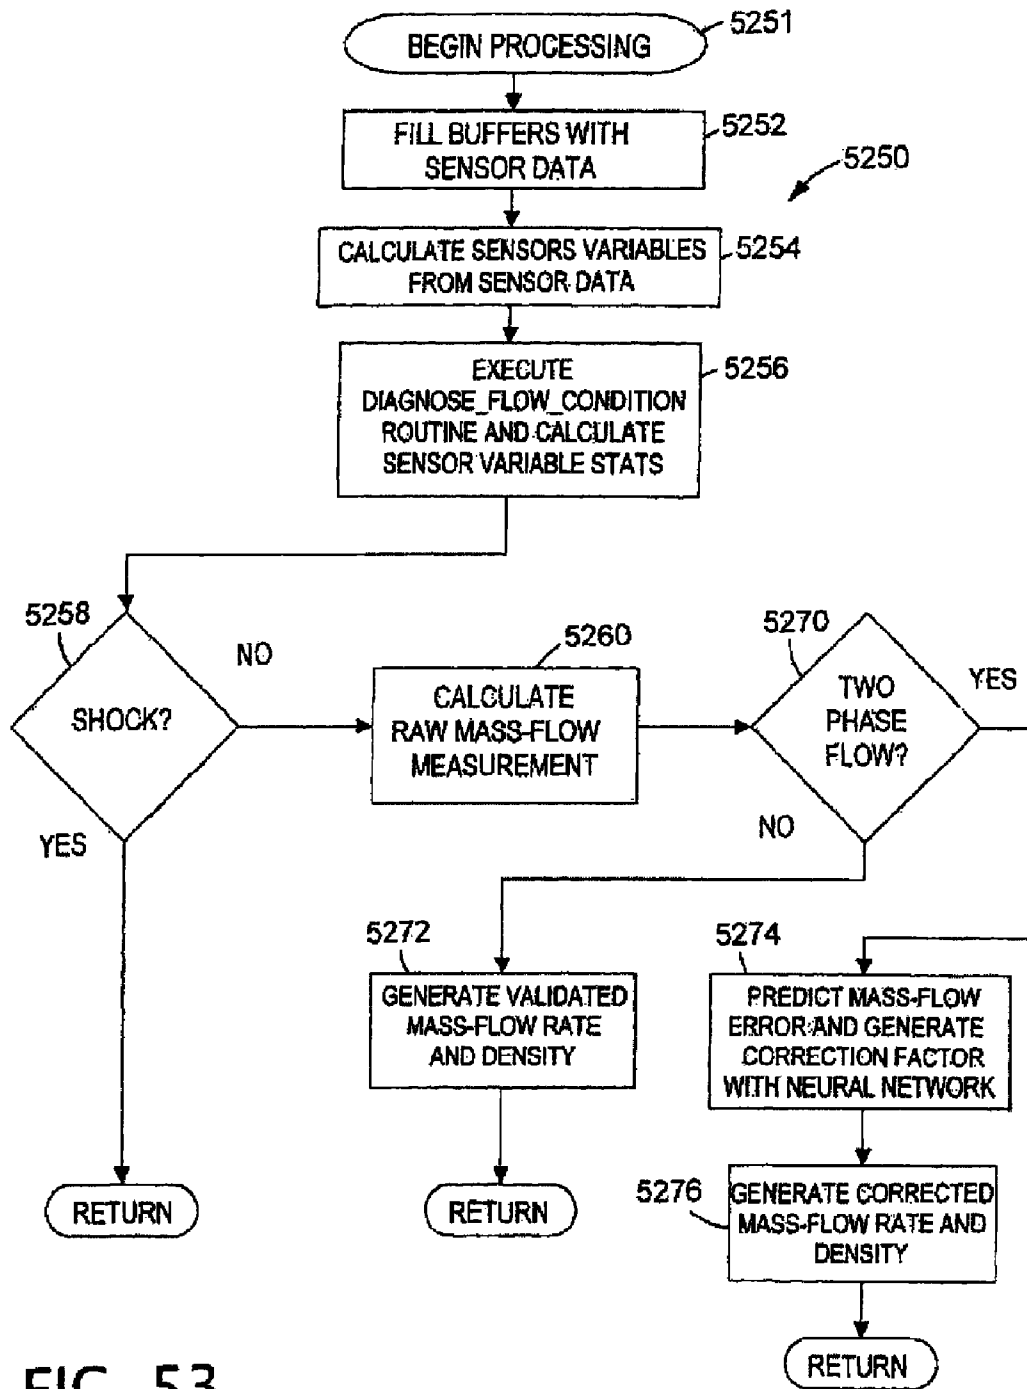 5251
BEGIN PROCESSING
FILL BUFFERS WITH
SENSOR DATA
5252
5250
CALCULATE SENSORS VARIABLES
FROM SENSOR DATA
5254
EXECUTE
DIAGNOSE_FLOW_CONDITION
ROUTINE AND CALCULATE
SENSOR VARIABLE STATS
5256
5258
SHOCK?
NO
YES
5260
CALCULATE
RAW MASS-FLOW
MEASUREMENT
5270
TWO
PHASE
FLOW?
YES
NO
5272
GENERATE VALIDATED
MASS-FLOW RATE
AND DENSITY
5274
PREDICT MASS-FLOW
ERROR AND GENERATE
CORRECTION FACTOR
WITH NEURAL NETWORK
5276
GENERATE CORRECTED
MASS-FLOW RATE AND
DENSITY
RETURN
RETURN
RETURN
FIG. 53